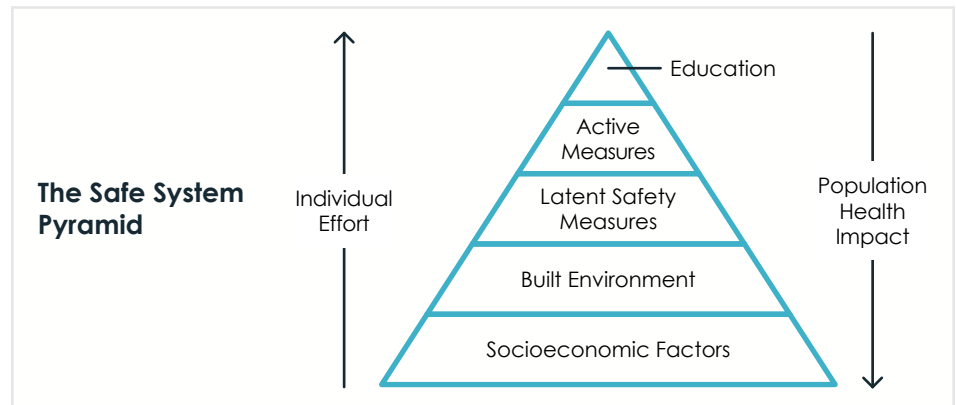 The Safe System
Pyramid
Individual
Effort
Education
Active
Measures
Latent Safety
Measures
Built Environment
Socioeconomic Factors
Population
Health
Impact